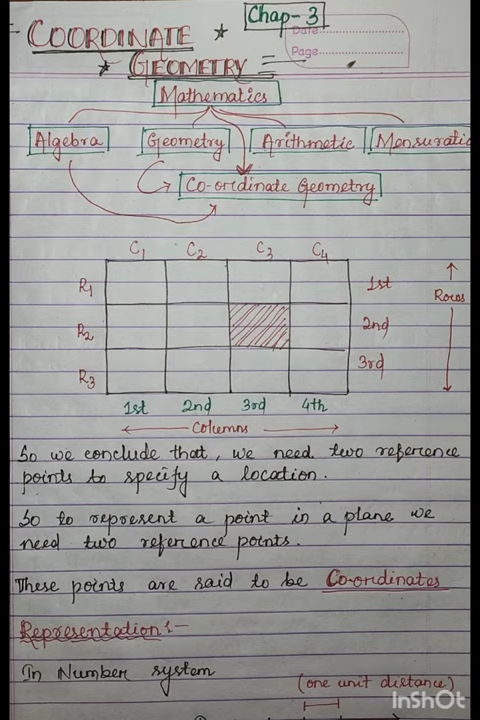 COORDINATE
Chap- 3
Date
Page
GEOMETRY
Mathematics
Algebra
Geometry
Arithmetic
Mensuratio
Co-ordinate Geometry
C1 C2 C3 C4
R1 1st
R2 2nd
R3 3rd
Rows
1st 2nd 3rd 4th
Columns
So we conclude that, we need two reference
points to specify a location.
So to represent a point in a plane we
need two reference points.
These points are said to be Co-ordinates
Representation :-
In Number system
(one unit distance)
InShOt